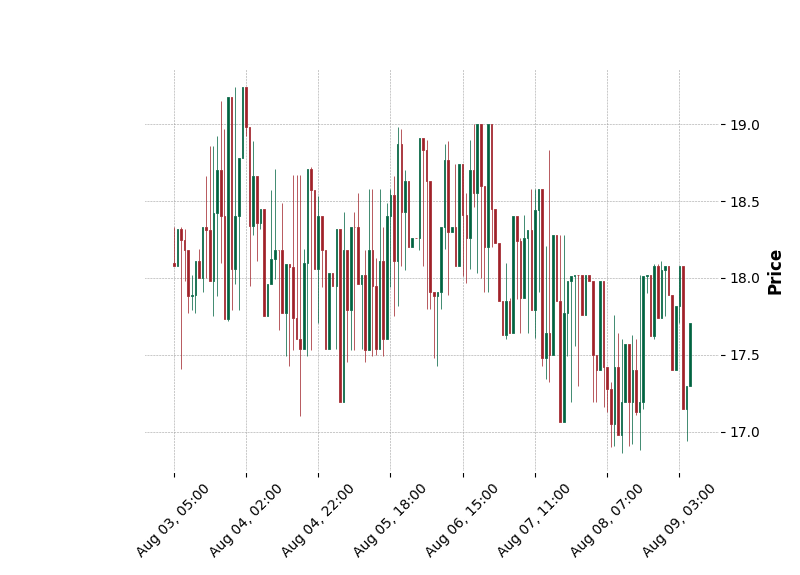 19.0
18.5
18.0
17.5
17.0
Price
Aug 03, 05:00
Aug 04, 02:00
Aug 04, 22:00
Aug 05, 18:00
Aug 06, 15:00
Aug 07, 11:00
Aug 08, 07:00
Aug 09, 03:00